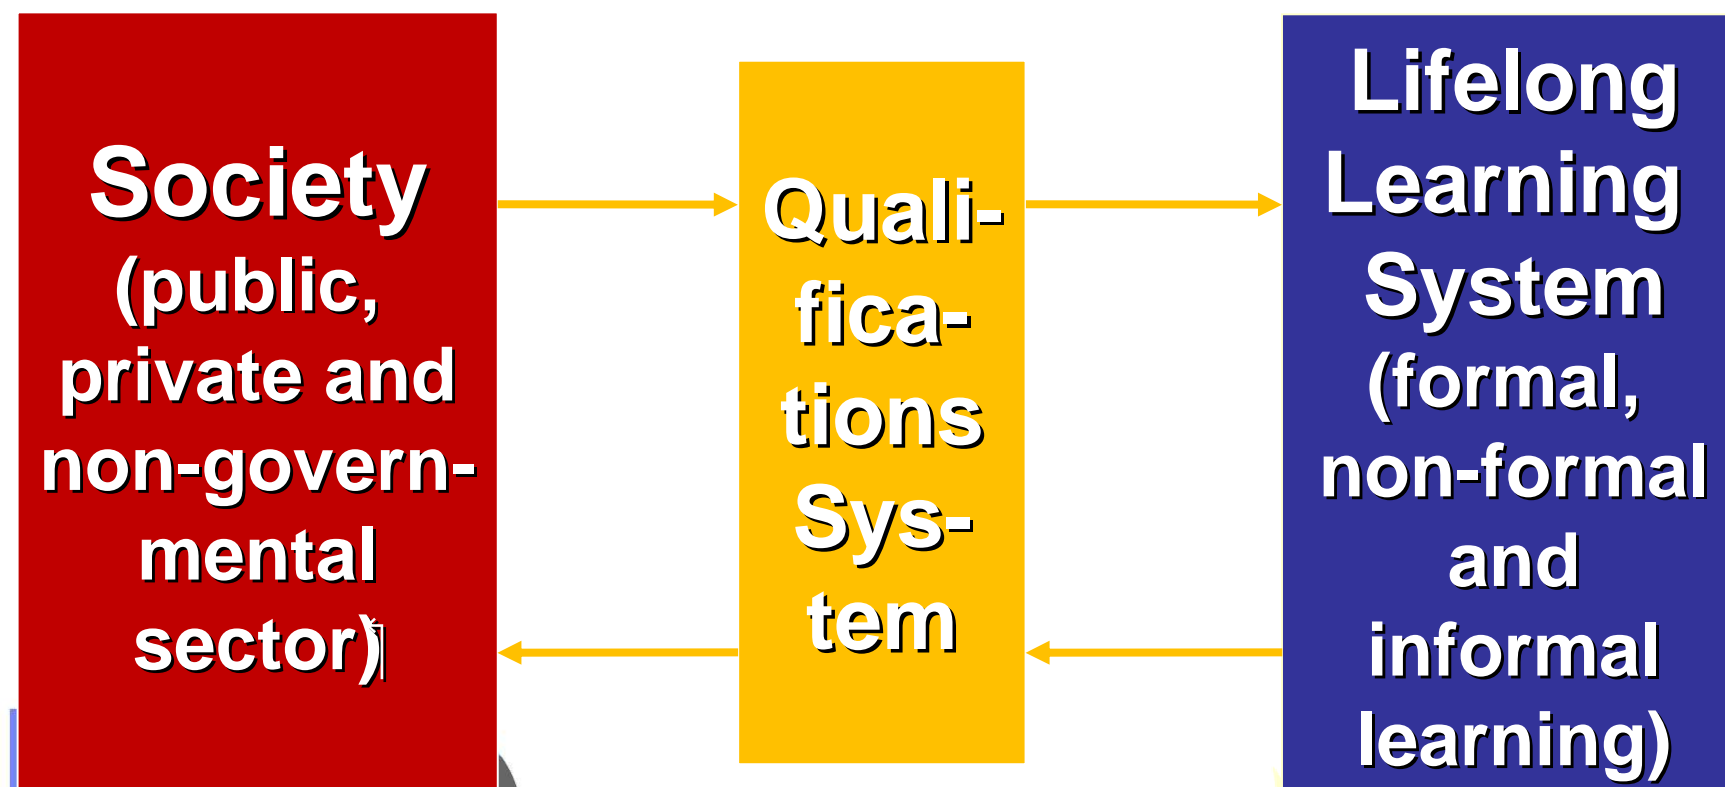 Society
(public,
private and
non-govern-
mental
sector)
Quali-
fica-
tions
Sys-
tem
Lifelong
Learning
System
(formal,
non-formal
and
informal
learning)